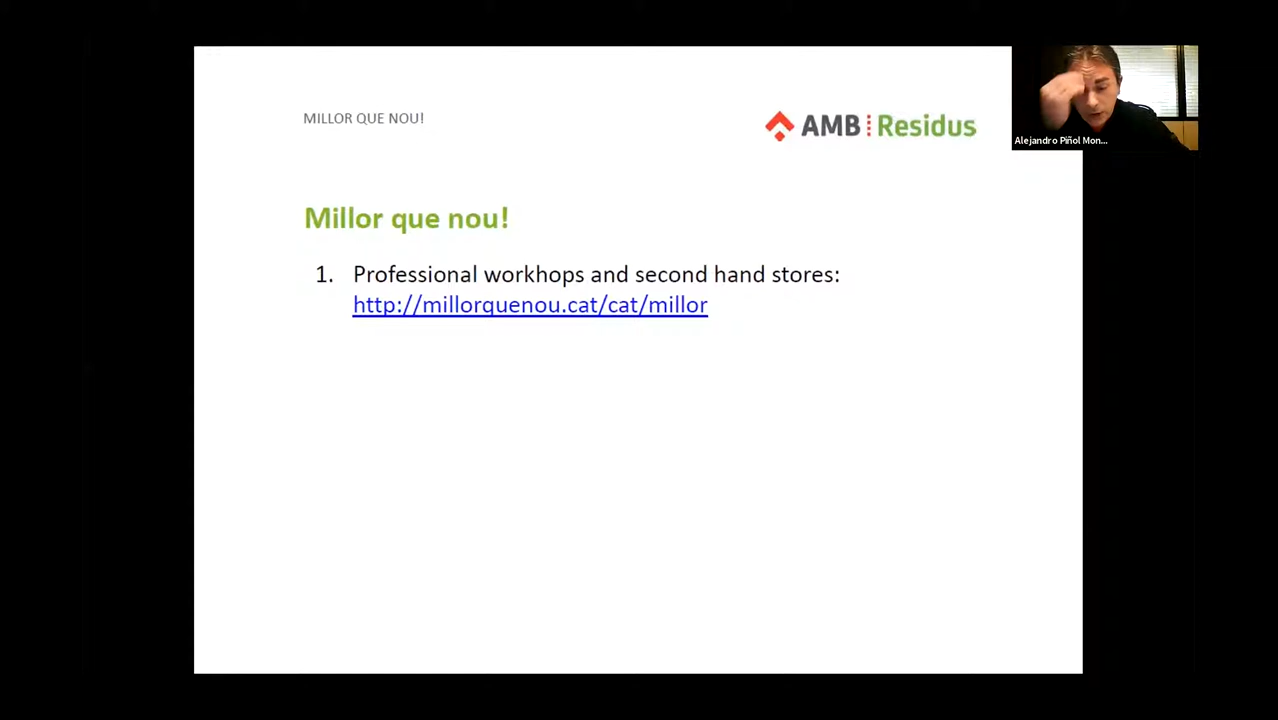 MILLOR QUE NOU!
AMB Residus
Alejandro Piñol Mon...
Millor que nou!
1. Professional workhops and second hand stores:
http://millorquenou.cat/cat/millor